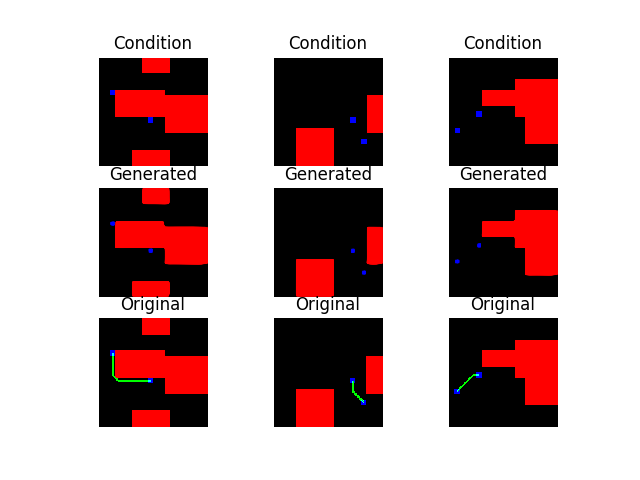 Condition Condition Condition
Generated Generated Generated
Original Original Original